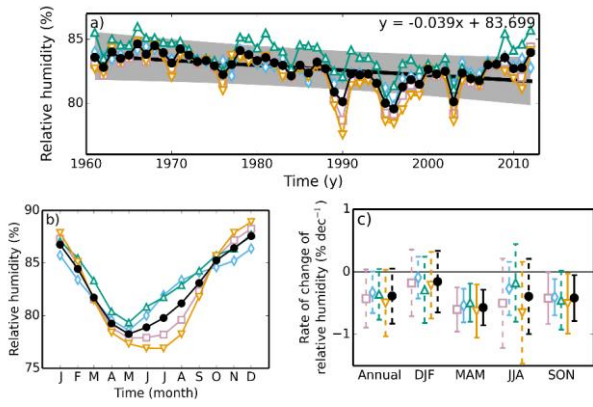 a)
y = -0.039x + 83.699
Relative humidity (%)
85
80
1960
1970
1980
1990
2000
2010
Time (y)
b)
Relative humidity (%)
90
85
80
75
J F M A M J J A S O N D
Time (month)
c)
Rate of change of
relative humidity (% dec⁻¹)
1
0
−1
Annual DJF MAM JJA SON